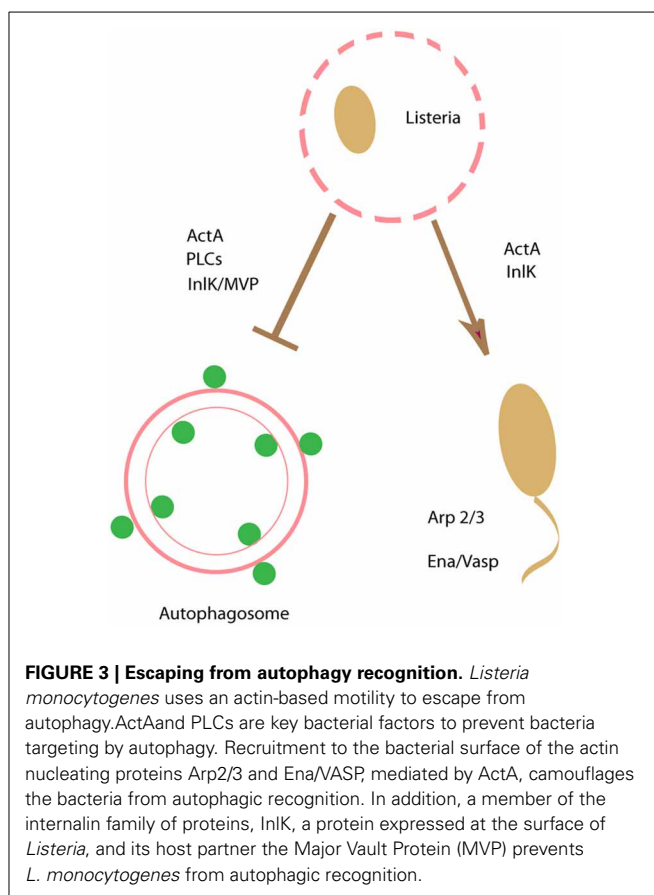 Listeria
ActA
PLCs
InlK/MVP
ActA
InlK
Arp 2/3
Ena/Vasp
Autophagosome
FIGURE 3 | Escaping from autophagy recognition. Listeria
monocytogenes uses an actin-based motility to escape from
autophagy.ActAand PLCs are key bacterial factors to prevent bacteria
targeting by autophagy. Recruitment to the bacterial surface of the actin
nucleating proteins Arp2/3 and Ena/VASP, mediated by ActA, camouflages
the bacteria from autophagic recognition. In addition, a member of the
internalin family of proteins, InlK, a protein expressed at the surface of
Listeria, and its host partner the Major Vault Protein (MVP) prevents
L. monocytogenes from autophagic recognition.